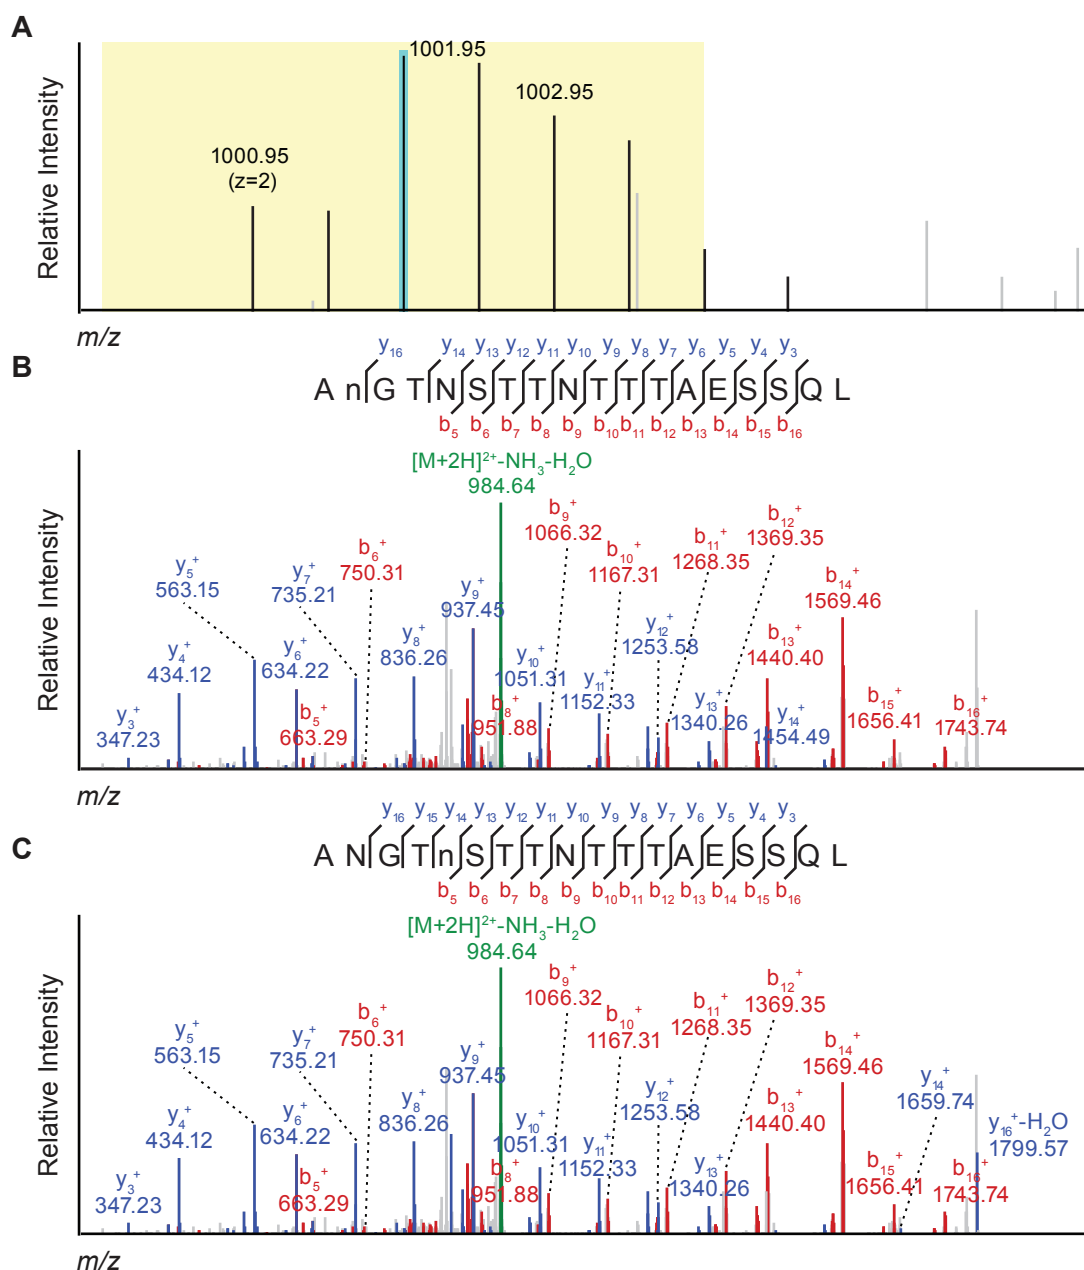 A
Relative Intensity
1000.95
(z=2)
1001.95
1002.95
m/z
B
y16 y14 y13 y12 y11 y10 y9 y8 y7 y6 y5 y4 y3
A n G T N S T T N T T T A E S S Q L
b5 b6 b7 b8 b9 b10 b11 b12 b13 b14 b15 b16
Relative Intensity
[M+2H]2+-NH3-H2O
984.64
y3+
347.23
y4+
434.12
y5+
563.15
y6+
634.22
b5+
663.29
y7+
735.21
b6+
750.31
y8+
836.26
y9+
937.45
b8+
951.88
y10+
1051.31
b9+
1066.32
y11+
1152.33
b10+
1167.31
y12+
1253.58
b11+
1268.35
y13+
1340.26
b12+
1369.35
b13+
1440.40
y14+
1454.49
b14+
1569.46
b15+
1656.41
b16+
1743.74
m/z
C
y16 y15 y14 y13 y12 y11 y10 y9 y8 y7 y6 y5 y4 y3
A N G T n S T T N T T T A E S S Q L
b5 b6 b7 b8 b9 b10 b11 b12 b13 b14 b15 b16
Relative Intensity
[M+2H]2+-NH3-H2O
984.64
y3+
347.23
y4+
434.12
y5+
563.15
y6+
634.22
b5+
663.29
y7+
735.21
b6+
750.31
y8+
836.26
y9+
937.45
b8+
951.88
y10+
1051.31
b9+
1066.32
y11+
1152.33
b10+
1167.31
y12+
1253.58
b11+
1268.35
y13+
1340.26
b12+
1369.35
b13+
1440.40
b14+
1569.46
b15+
1656.41
y14+
1659.74
b16+
1743.74
y16+-H2O
1799.57
m/z